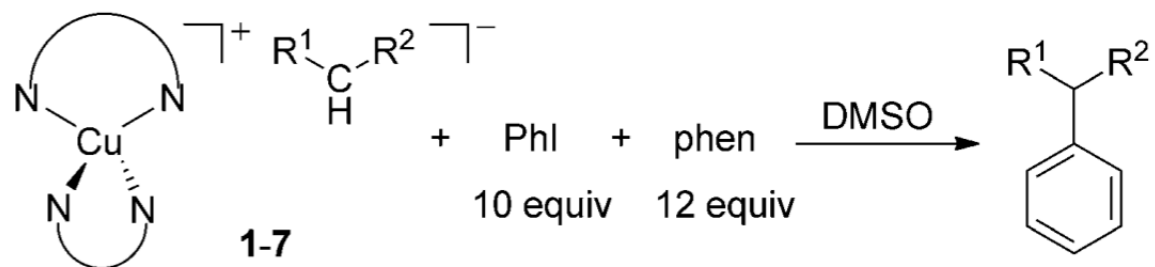 + R¹ R² −
C
H
N N
Cu
N N
+ PhI + phen DMSO
10 equiv 12 equiv
1-7
R¹ R²